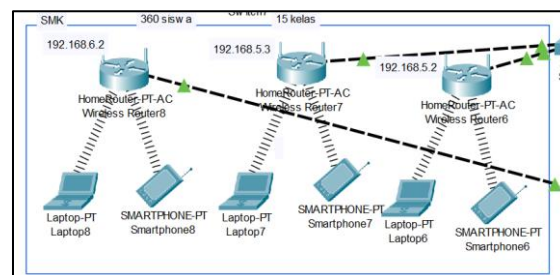 SMK 360 siswa 15 kelas
192.168.6.2
192.168.5.3
192.168.5.2
HomeRouter-PT-AC
Wireless Router8
HomeRouter-PT-AC
Wireless Router7
HomeRouter-PT-AC
Wireless Router6
Laptop-PT
Laptop8
SMARTPHONE-PT
Smartphone8
Laptop-PT
Laptop7
SMARTPHONE-PT
Smartphone7
Laptop-PT
Laptop6
SMARTPHONE-PT
Smartphone6